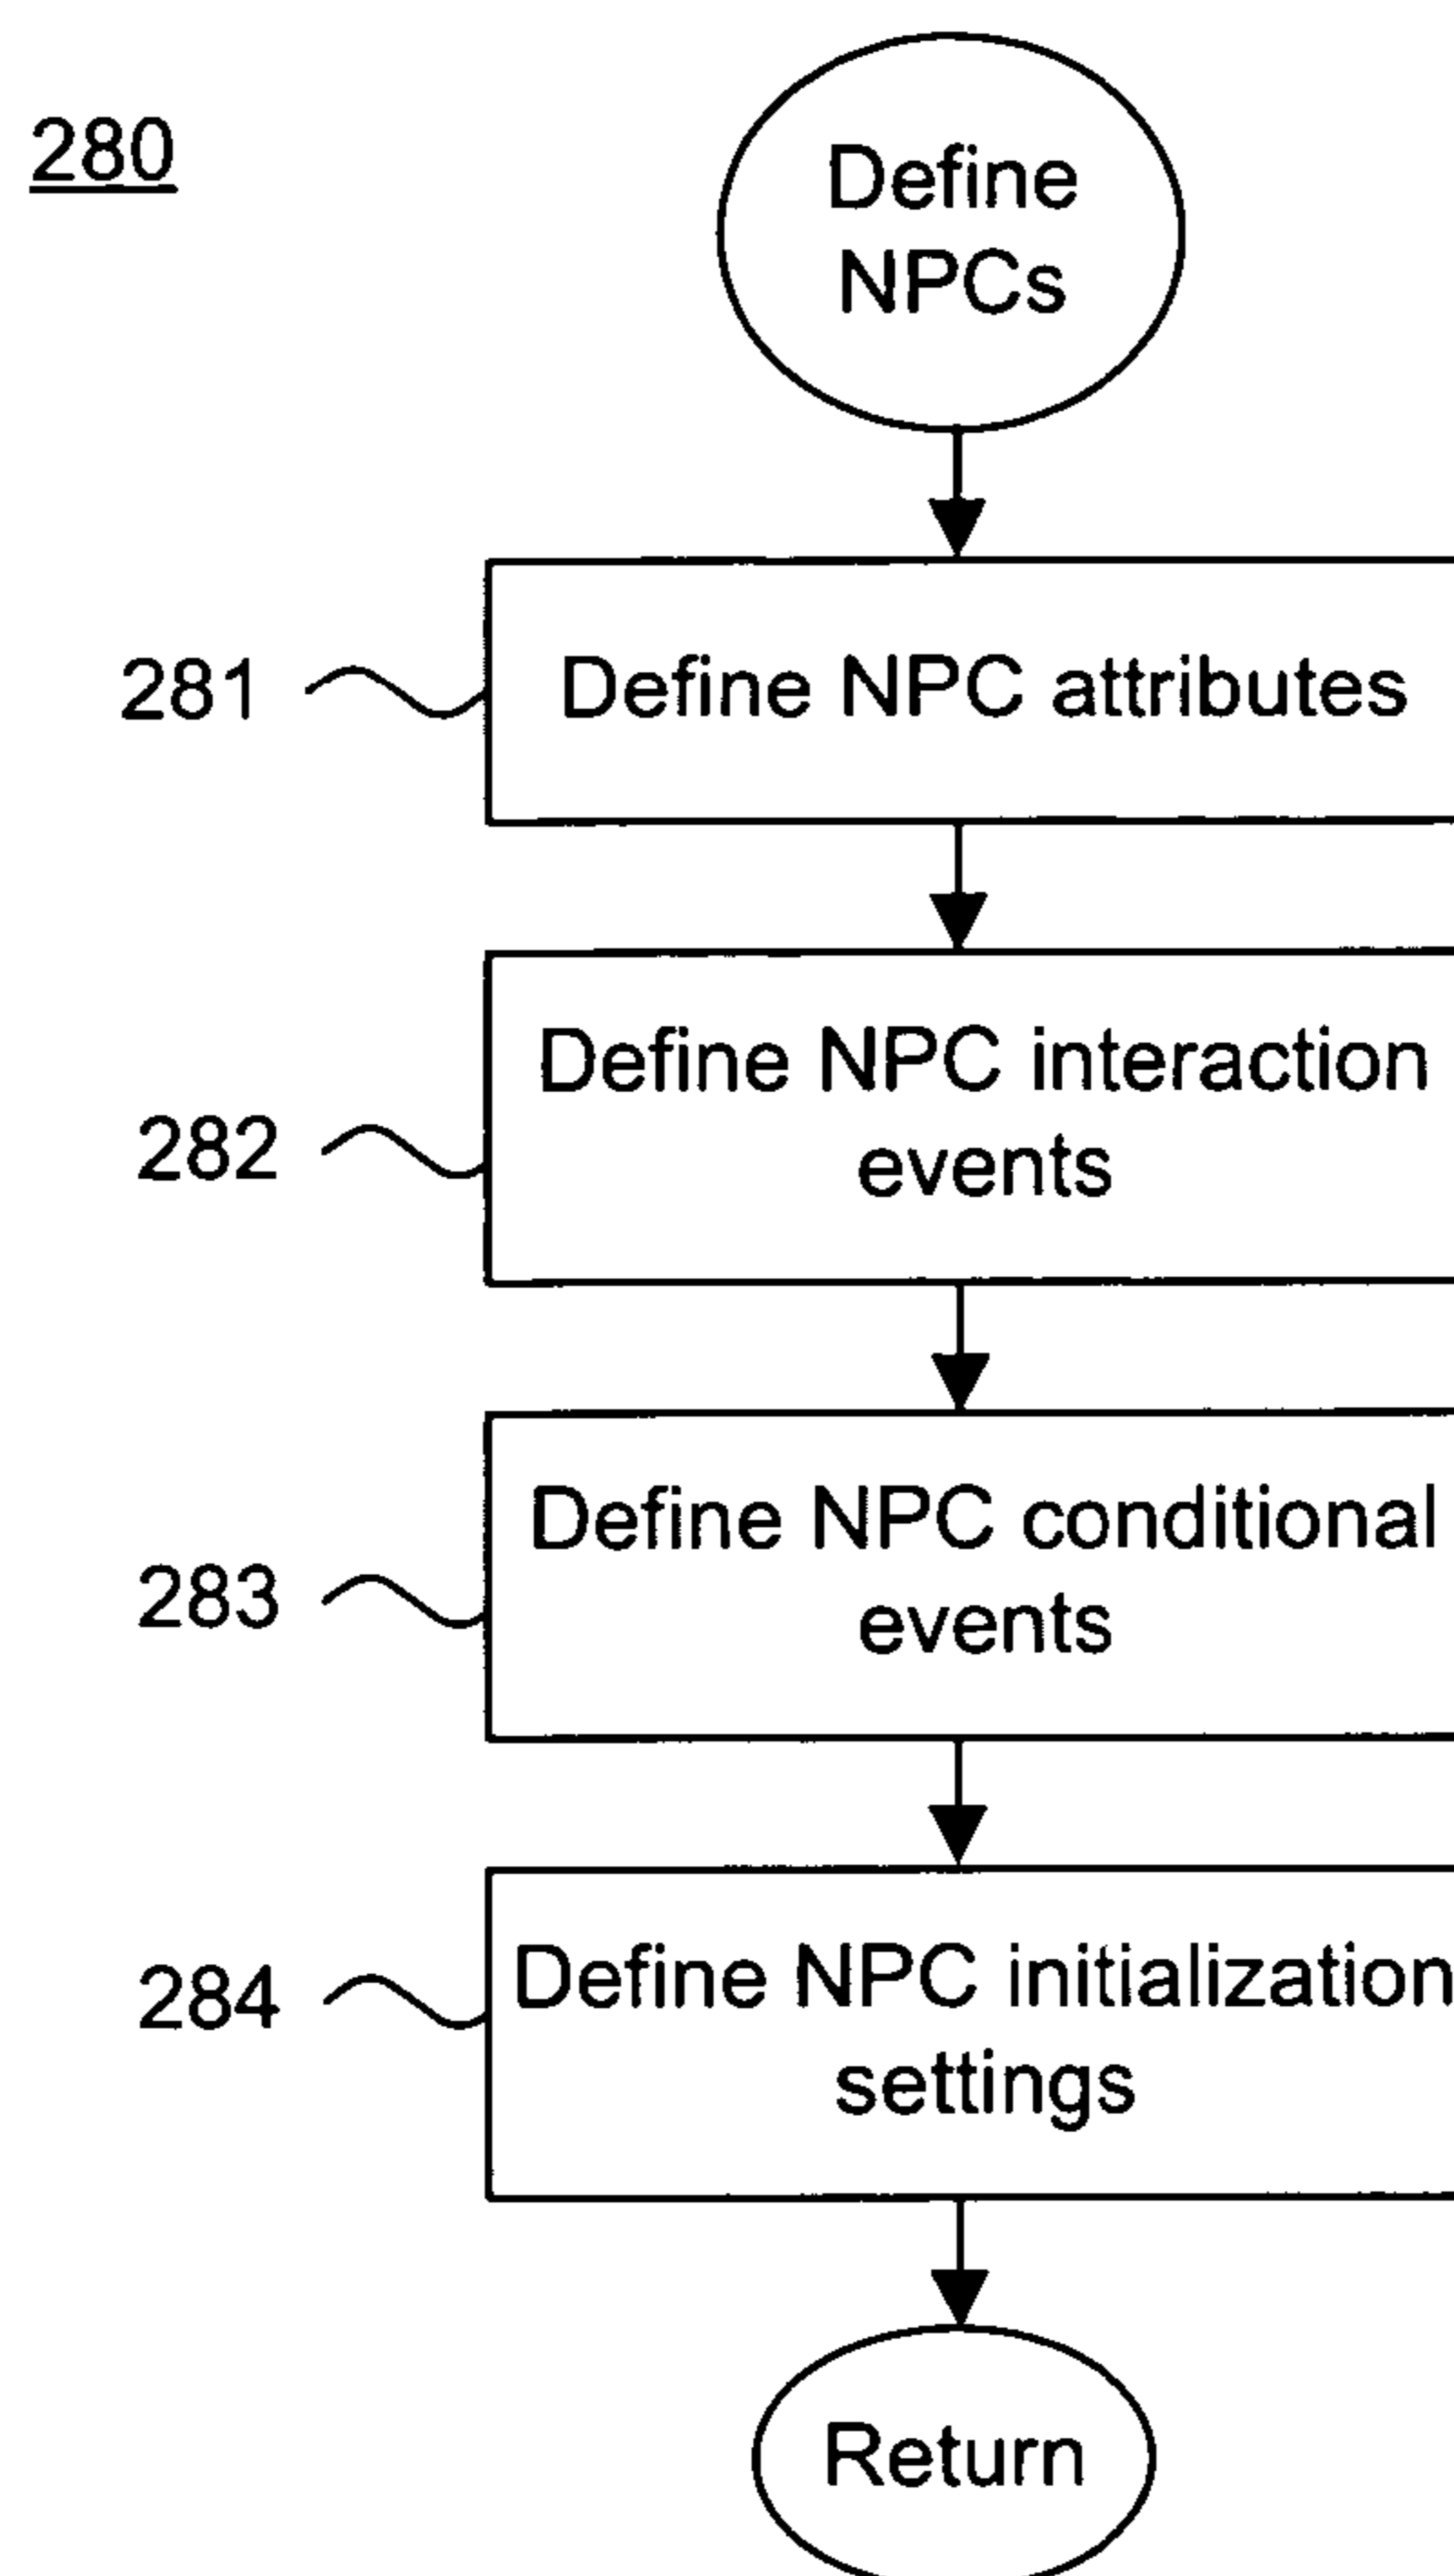 280
Define
NPCs
281
Define NPC attributes
282
Define NPC interaction
events
283
Define NPC conditional
events
284
Define NPC initialization
settings
Return